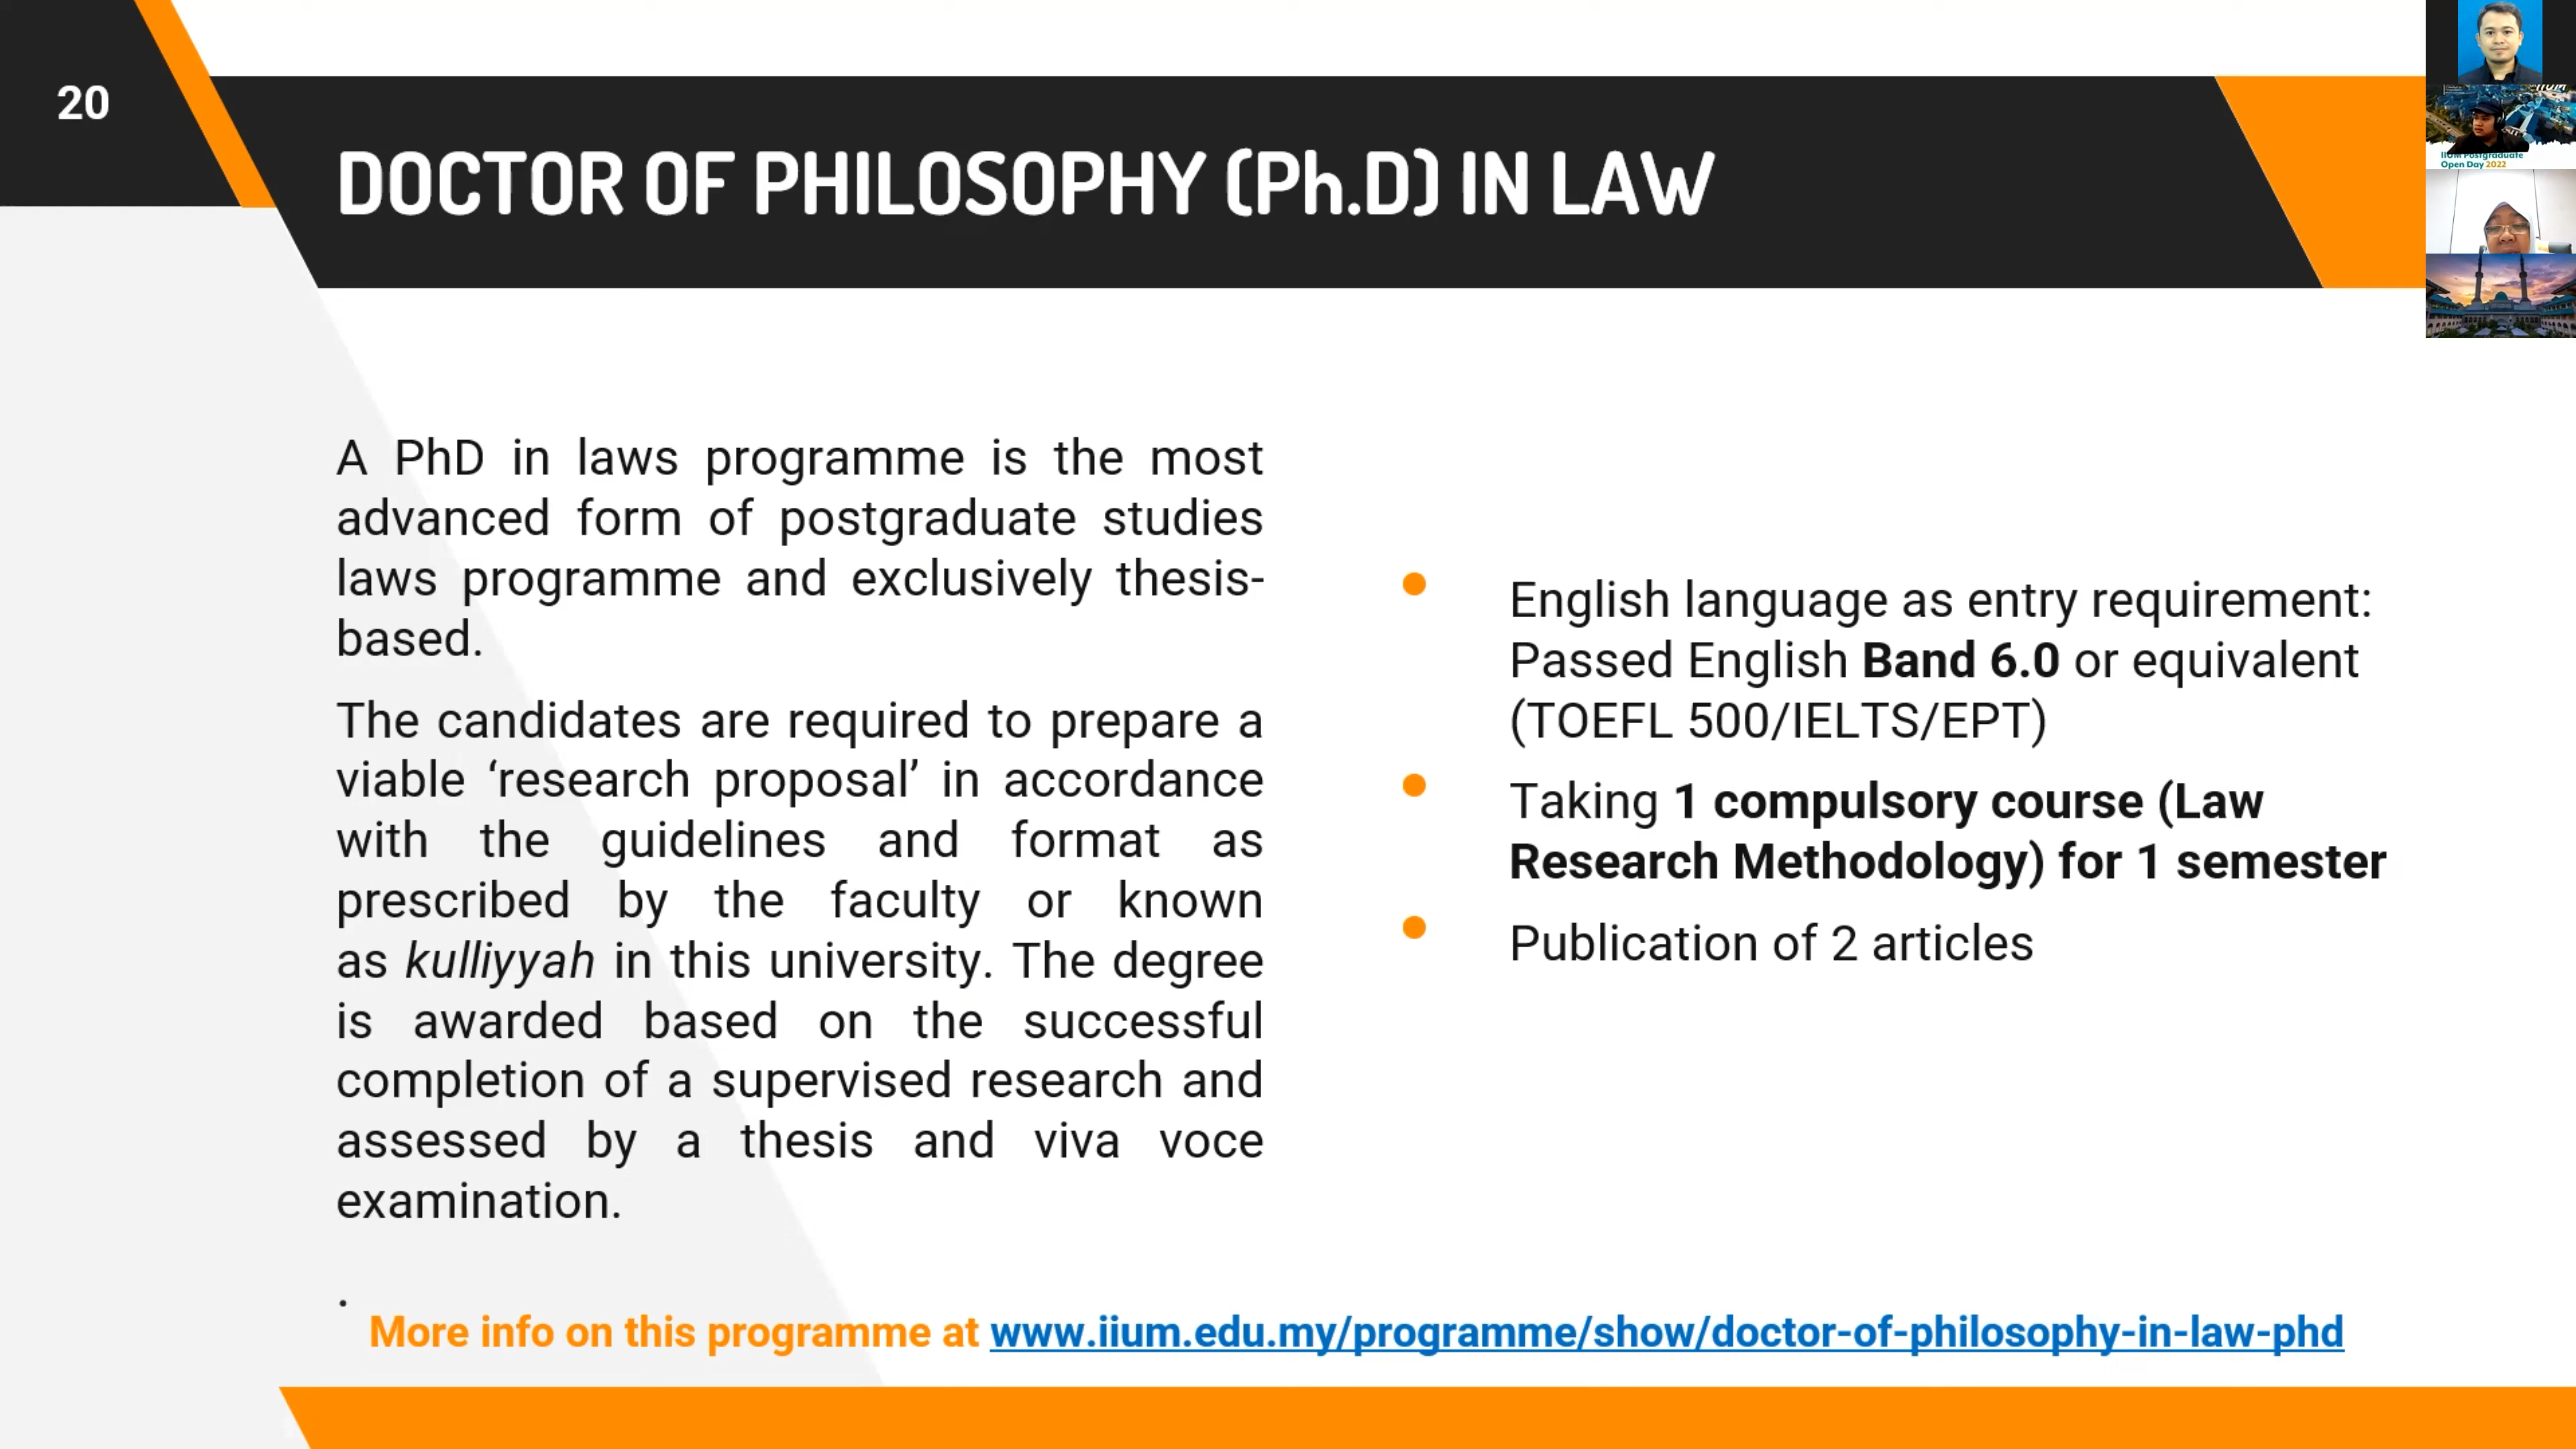 20
DOCTOR OF PHILOSOPHY (Ph.D) IN LAW
IIUM Postgraduate
Open Day 2022
A PhD in laws programme is the most
advanced form of postgraduate studies
laws programme and exclusively thesis-
based.
The candidates are required to prepare a
viable ‘research proposal’ in accordance
with the guidelines and format as
prescribed by the faculty or known
as kulliyyah in this university. The degree
is awarded based on the successful
completion of a supervised research and
assessed by a thesis and viva voce
examination.
.
English language as entry requirement:
Passed English Band 6.0 or equivalent
(TOEFL 500/IELTS/EPT)
Taking 1 compulsory course (Law
Research Methodology) for 1 semester
Publication of 2 articles
More info on this programme at www.iium.edu.my/programme/show/doctor-of-philosophy-in-law-phd